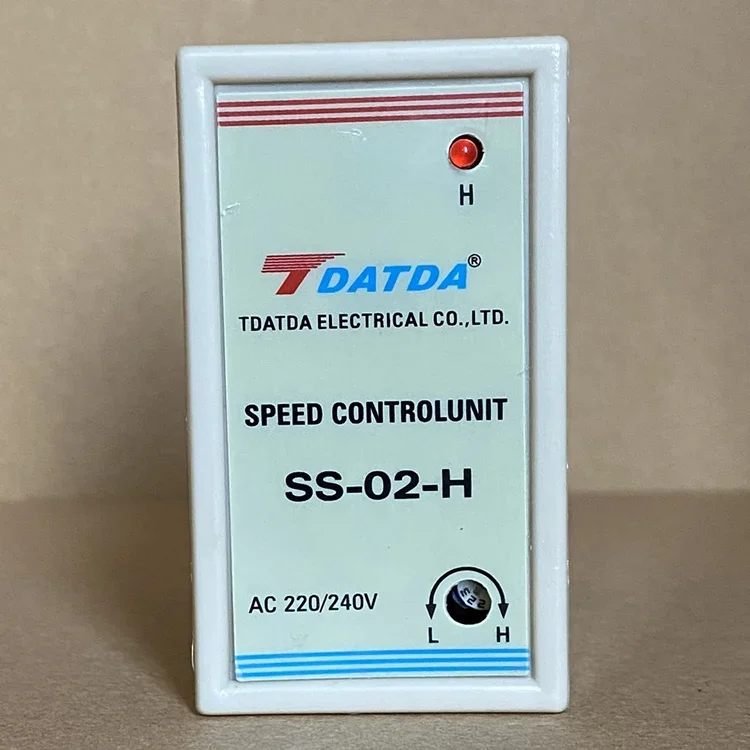 H
TDATDA®
TDATDA ELECTRICAL CO.,LTD.
SPEED CONTROLUNIT
SS-02-H
AC 220/240V
L H